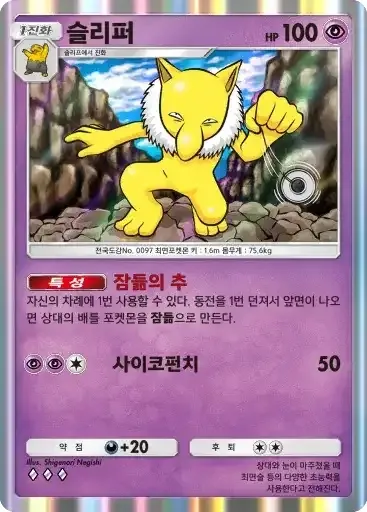 1진화
슬리퍼
HP 100
슬리프에서 진화
전국도감No. 0097 최면포켓몬 키 : 1.6m 몸무게 : 75.6kg
특성 잠듦의 추
자신의 차례에 1번 사용할 수 있다. 동전을 1번 던져서 앞면이 나오
면 상대의 배틀 포켓몬을 잠듦으로 만든다.
사이코펀치 50
약점 +20 후퇴
Illus. Shigenori Negishi
상대와 눈이 마주쳤을 때
최면술 등의 다양한 초능력을
사용한다고 전해진다.